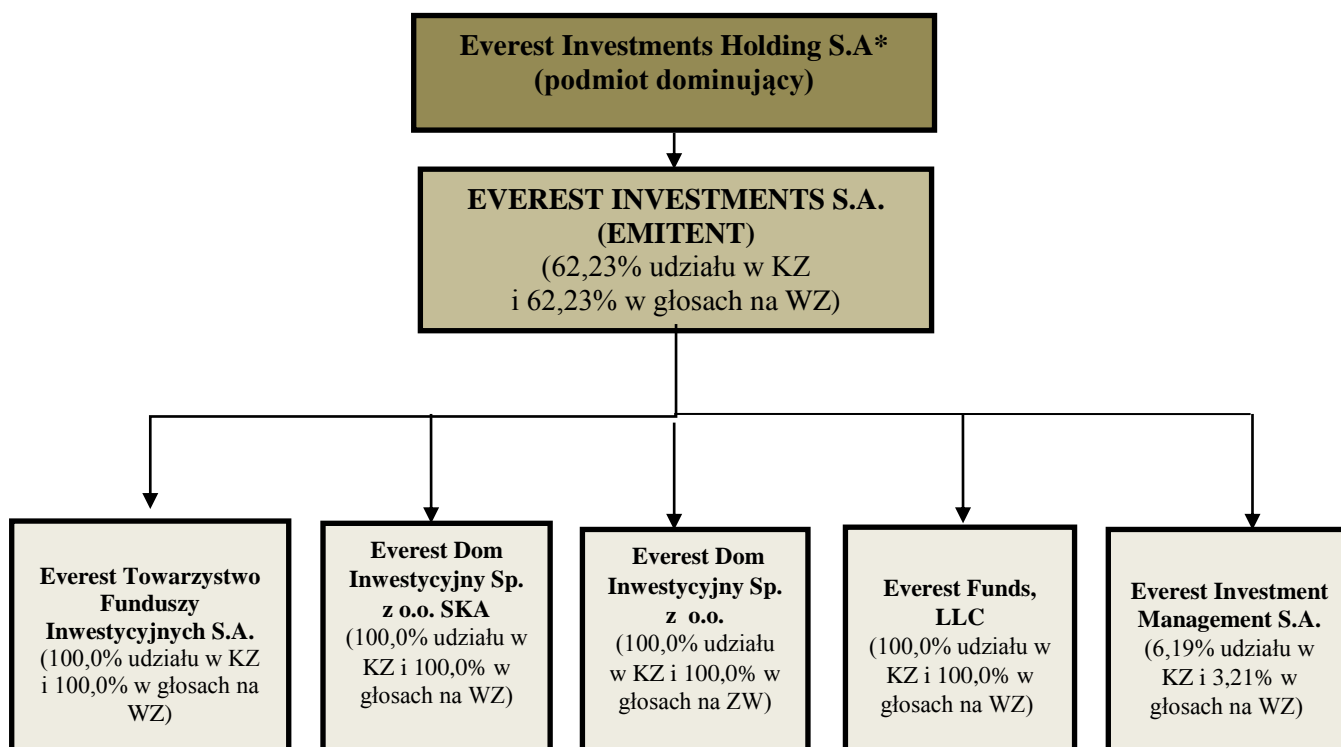 Everest Investments Holding S.A*
(podmiot dominujący)
EVEREST INVESTMENTS S.A.
(EMITENT)
(62,23% udziału w KZ
i 62,23% w głosach na WZ)
Everest Towarzystwo
Funduszy
Inwestycyjnych S.A.
(100,0% udziału w KZ
i 100,0% w głosach na
WZ)
Everest Dom
Inwestycyjny Sp.
z o.o. SKA
(100,0% udziału w
KZ i 100,0% w
głosach na WZ)
Everest Dom
Inwestycyjny Sp.
z o.o.
(100,0% udziału
w KZ i 100,0% w
głosach na ZW)
Everest Funds,
LLC
(100,0% udziału w
KZ i 100,0% w
głosach na WZ)
Everest Investment
Management S.A.
(6,19% udziału w
KZ i 3,21% w
głosach na WZ)